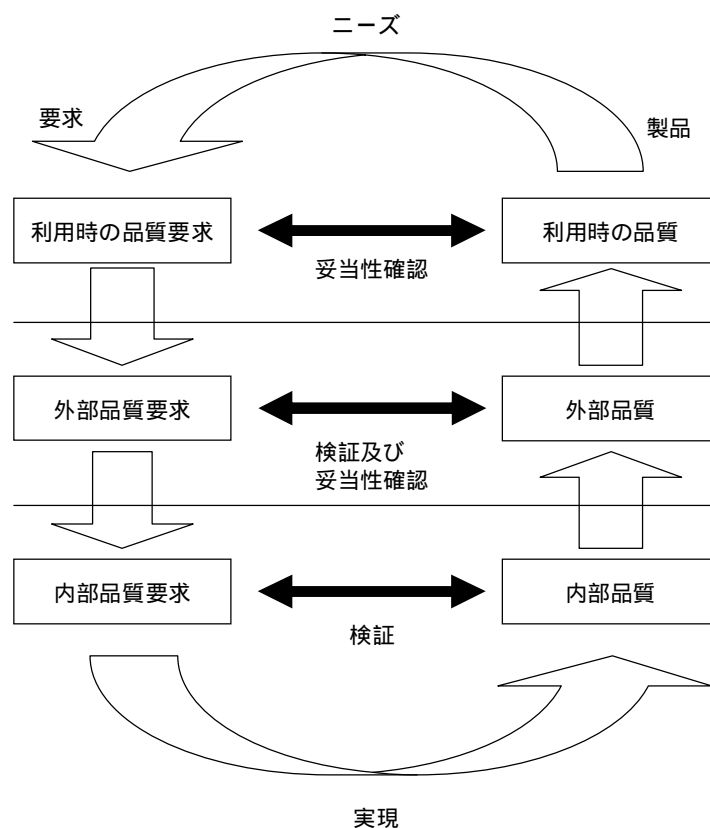 ニーズ
要求
製品
利用時の品質要求
利用時の品質
妥当性確認
外部品質要求
外部品質
検証及び
妥当性確認
内部品質要求
内部品質
検証
実現